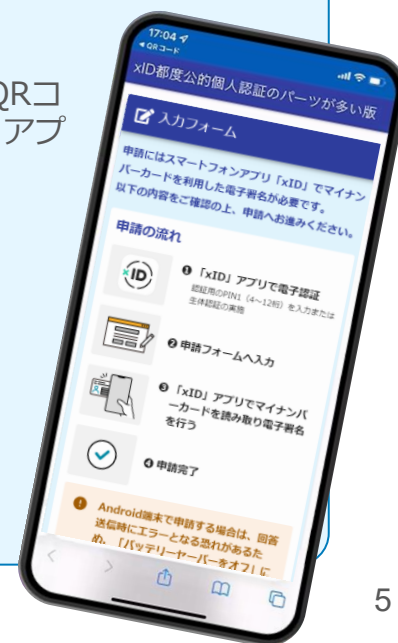 QRコ
アプ
17:04
QRコード
xID都度公的個人認証のパーツが多い版
入力フォーム
申請にはスマートフォンアプリ「xID」でマイナン
バーカードを利用した電子署名が必要です。
以下の内容をご確認の上、申請へお進みください。
申請の流れ
xID
❶ 「xID」アプリで電子認証
認証用のPIN1（4〜12桁）を入力または
生体認証の実施
❷ 申請フォームへ入力
❸ 「xID」アプリでマイナンバ
ーカードを読み取り電子署名
を行う
❹ 申請完了
Android端末で申請する場合は、回答
送信時にエラーとなる恐れがあるた
め、「バッテリーセーバーをオフ」に
5